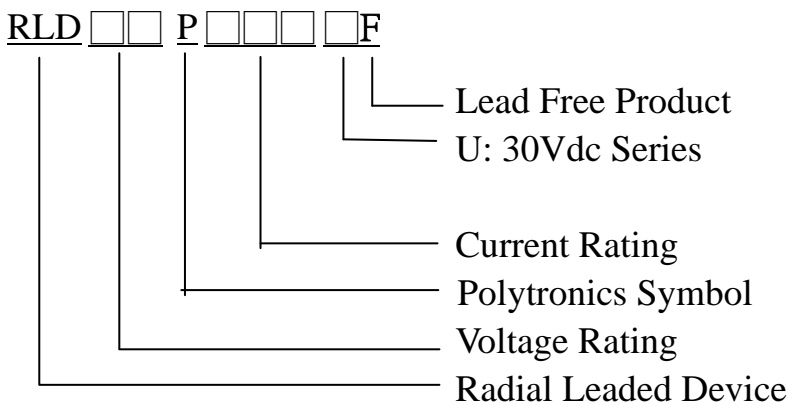 RLD □□ P □□□ □F
Lead Free Product
U: 30Vdc Series
Current Rating
Polytronics Symbol
Voltage Rating
Radial Leaded Device